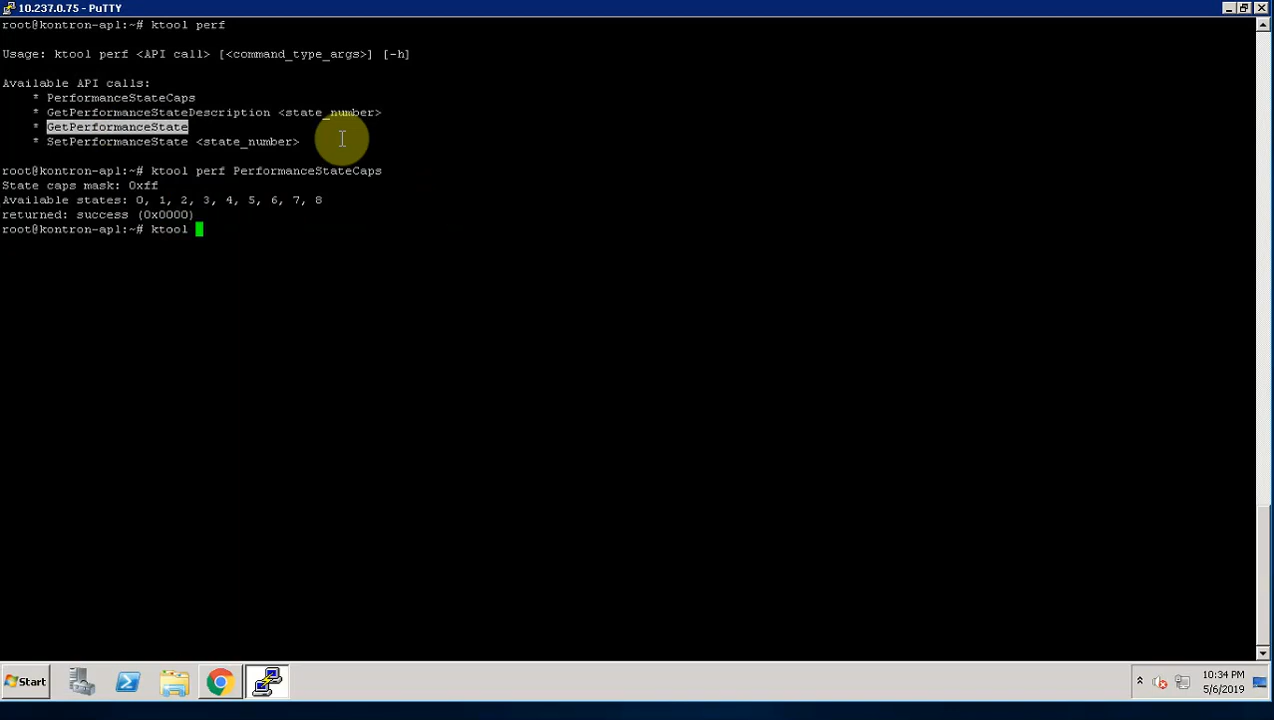 10.237.0.75 - PuTTY
root@kontron-apl:~# ktool perf
Usage: ktool perf <API call> [<command_type_args>] [-h]
Available API calls:
* PerformanceStateCaps
* GetPerformanceStateDescription <state_number>
* GetPerformanceState
* SetPerformanceState <state_number>
root@kontron-apl:~# ktool perf PerformanceStateCaps
State caps mask: 0xff
Available states: 0, 1, 2, 3, 4, 5, 6, 7, 8
returned: success (0x0000)
root@kontron-apl:~# ktool
Start
10:34 PM
5/6/2019